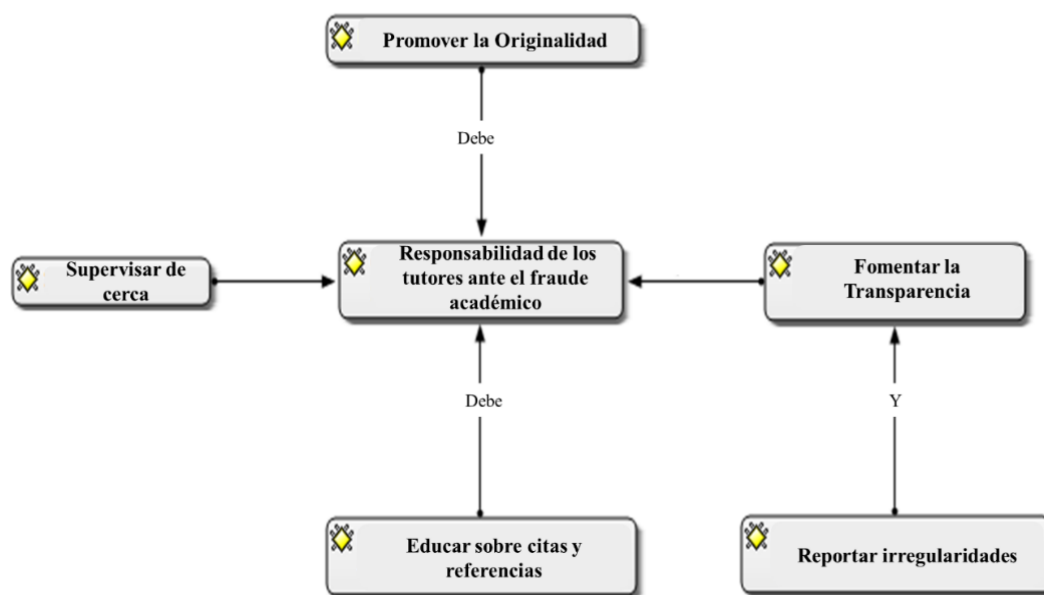 Promover la Originalidad
Debe
Supervisar de
cerca
Responsabilidad de los
tutores ante el fraude
académico
Fomentar la
Transparencia
Debe
Y
Educar sobre citas y
referencias
Reportar irregularidades